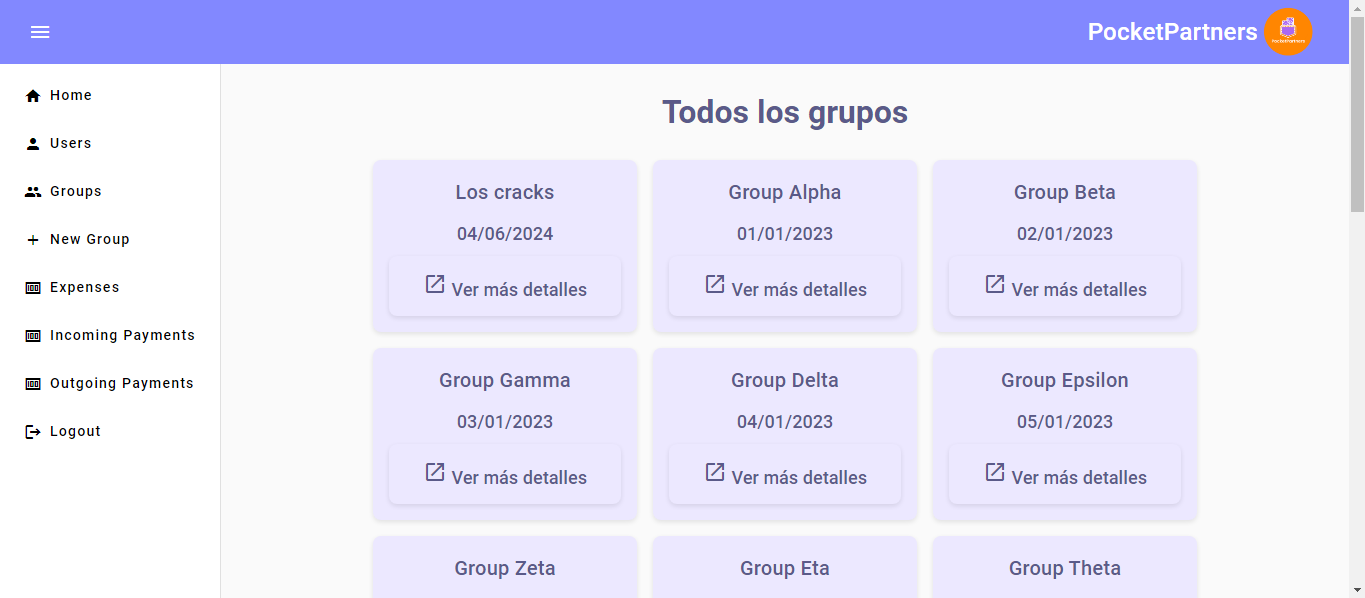 PocketPartners
Home
Users
Groups
New Group
Expenses
Incoming Payments
Outgoing Payments
Logout
Todos los grupos
Los cracks
04/06/2024
Ver más detalles
Group Alpha
01/01/2023
Ver más detalles
Group Beta
02/01/2023
Ver más detalles
Group Gamma
03/01/2023
Ver más detalles
Group Delta
04/01/2023
Ver más detalles
Group Epsilon
05/01/2023
Ver más detalles
Group Zeta
Group Eta
Group Theta